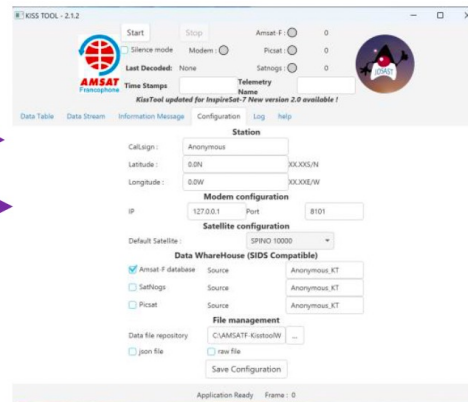 KISS TOOL - 2.1.2
Start Stop Amsat-F : 0
Silence mode Modem : Picsat : 0
Last Decoded: None Satnogs : 0
AMSAT
Francophone
Time Stamps Telemetry Name
JOYAST
KissTool updated for InspireSat-7 New version 2.0 available !
Data Table Data Stream Information Message Configuration Log help
Station
CalLsign : Anonymous
Latitude : 0.0N XX.XXS/N
Longitude : 0.0W XX.XXE/W
Modem configuration
IP 127.0.0.1 Port 8101
Satellite configuration
Default Satellite : SPINO 10000
Data WhareHouse (SIDS Compatible)
Amsat-F database Source Anonymous_KT
SatNogs Source Anonymous_KT
Picsat Source Anonymous_KT
File management
Data file repository C:\AMSATF-KisstoolW ...
json file raw file
Save Configuration
Application Ready Frame : 0